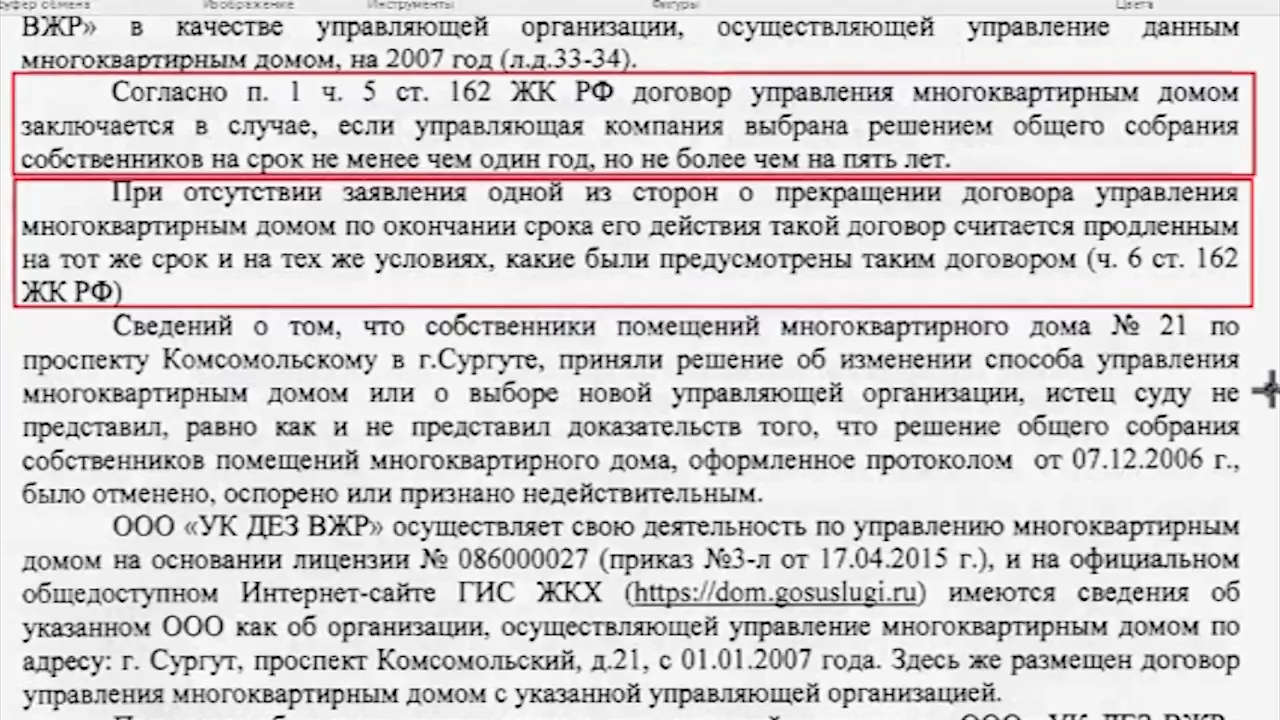 Изображение
Инструменты
Фигуры
Цвета
ВЖР» в качестве управляющей организации, осуществляющей управление данным
многоквартирным домом, на 2007 год (л.д.33-34).
Согласно п. 1 ч. 5 ст. 162 ЖК РФ договор управления многоквартирным домом
заключается в случае, если управляющая компания выбрана решением общего собрания
собственников на срок не менее чем один год, но не более чем на пять лет.
При отсутствии заявления одной из сторон о прекращении договора управления
многоквартирным домом по окончании срока его действия такой договор считается продленным
на тот же срок и на тех же условиях, какие были предусмотрены таким договором (ч. 6 ст. 162
ЖК РФ)
Сведений о том, что собственники помещений многоквартирного дома № 21 по
проспекту Комсомольскому в г.Сургуте, приняли решение об изменении способа управления
многоквартирным домом или о выборе новой управляющей организации, истец суду не
представил, равно как и не представил доказательств того, что решение общего собрания
собственников помещений многоквартирного дома, оформленное протоколом от 07.12.2006 г.,
было отменено, оспорено или признано недействительным.
ООО «УК ДЕЗ ВЖР» осуществляет свою деятельность по управлению многоквартирным
домом на основании лицензии № 086000027 (приказ №3-л от 17.04.2015 г.), и на официальном
общедоступном Интернет-сайте ГИС ЖКХ (https://dom.gosuslugi.ru) имеются сведения об
указанном ООО как об организации, осуществляющей управление многоквартирным домом по
адресу: г. Сургут, проспект Комсомольский, д.21, с 01.01.2007 года. Здесь же размещен договор
управления многоквартирным домом с указанной управляющей организацией.